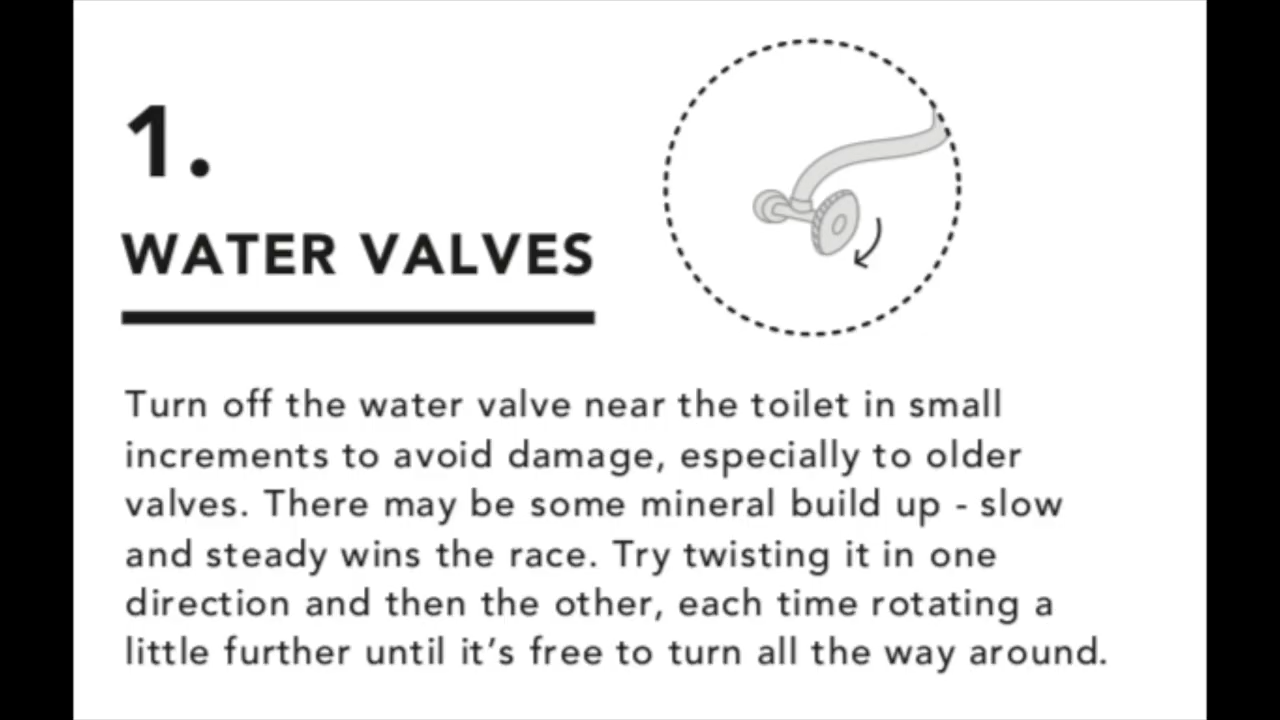 1.
WATER VALVES
Turn off the water valve near the toilet in small
increments to avoid damage, especially to older
valves. There may be some mineral build up - slow
and steady wins the race. Try twisting it in one
direction and then the other, each time rotating a
little further until it’s free to turn all the way around.